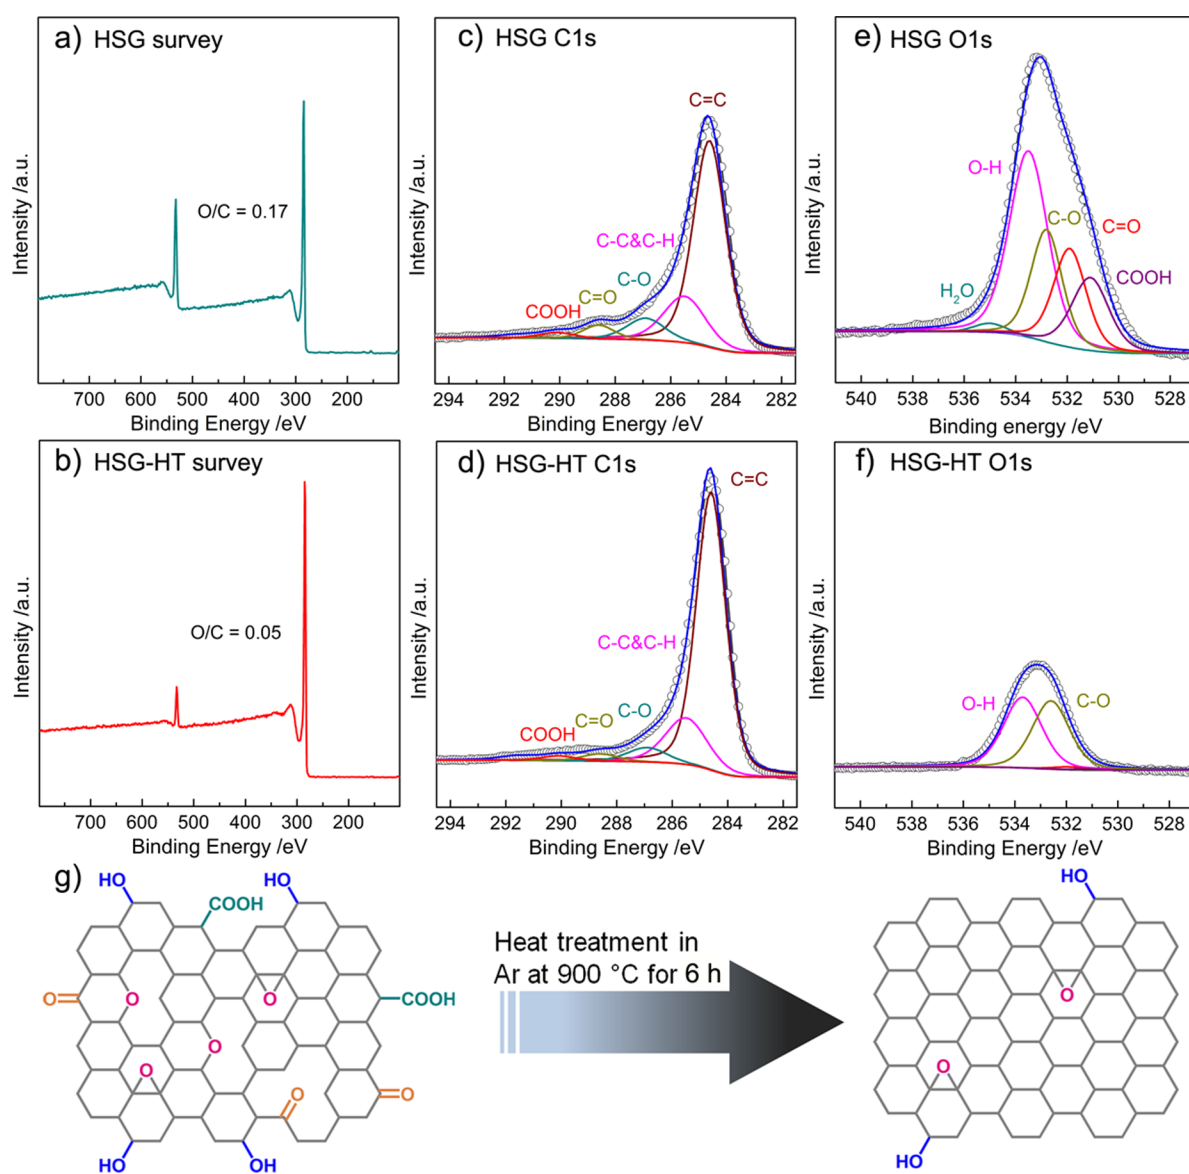 a) HSG survey
O/C = 0.17
Intensity /a.u.
700 600 500 400 300 200
Binding Energy /eV
c) HSG C1s
C=C
C-C&C-H
C-O
C=O
COOH
Intensity /a.u.
294 292 290 288 286 284 282
Binding Energy /eV
e) HSG O1s
O-H
C-O
C=O
COOH
H₂O
Intensity /a.u.
540 538 536 534 532 530 528
Binding energy /eV
b) HSG-HT survey
O/C = 0.05
Intensity /a.u.
700 600 500 400 300 200
Binding Energy /eV
d) HSG-HT C1s
C=C
C-C&C-H
C-O
C=O
COOH
Intensity /a.u.
294 292 290 288 286 284 282
Binding Energy /eV
f) HSG-HT O1s
O-H
C-O
Intensity /a.u.
540 538 536 534 532 530 528
Binding Energy /eV
g)
HO
HO
COOH
O
O
O
COOH
O
O
O
O
HO
OH
Heat treatment in
Ar at 900 °C for 6 h
HO
O
O
HO